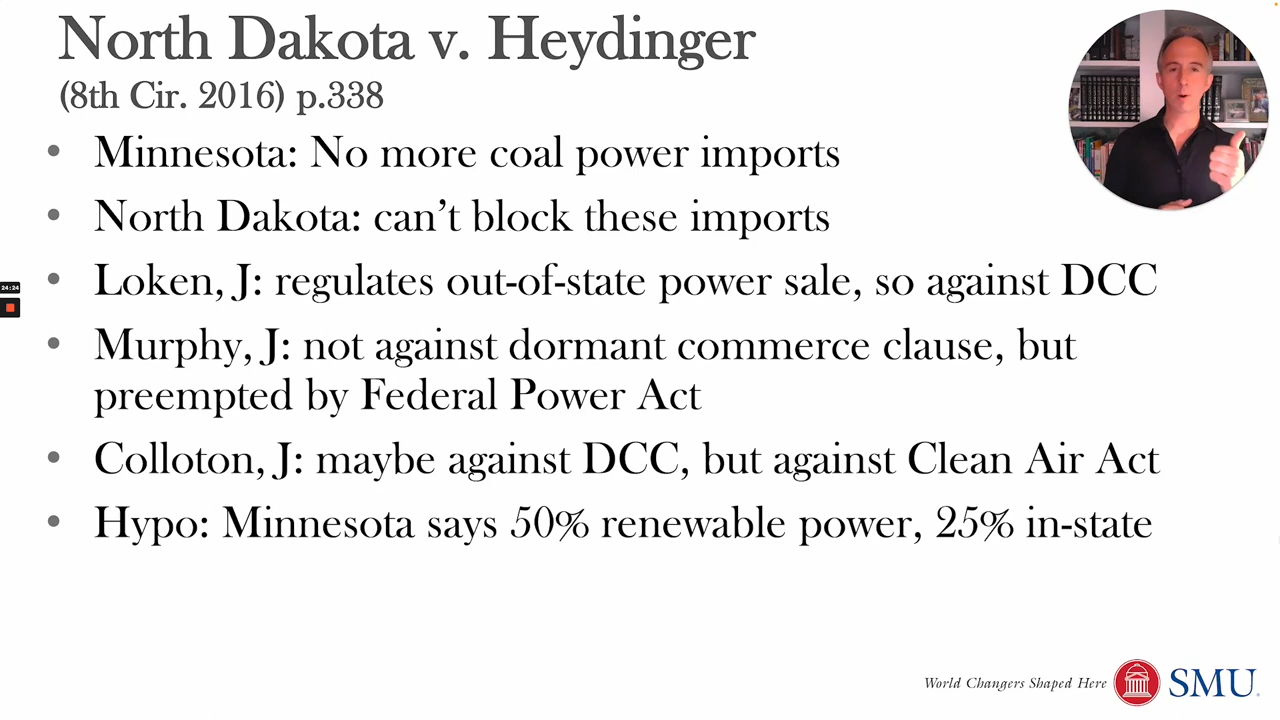 North Dakota v. Heydinger
(8th Cir. 2016) p.338
• Minnesota: No more coal power imports
• North Dakota: can’t block these imports
• Loken, J: regulates out-of-state power sale, so against DCC
• Murphy, J: not against dormant commerce clause, but
preempted by Federal Power Act
• Colloton, J: maybe against DCC, but against Clean Air Act
• Hypo: Minnesota says 50% renewable power, 25% in-state
24:24
World Changers Shaped Here
SMU